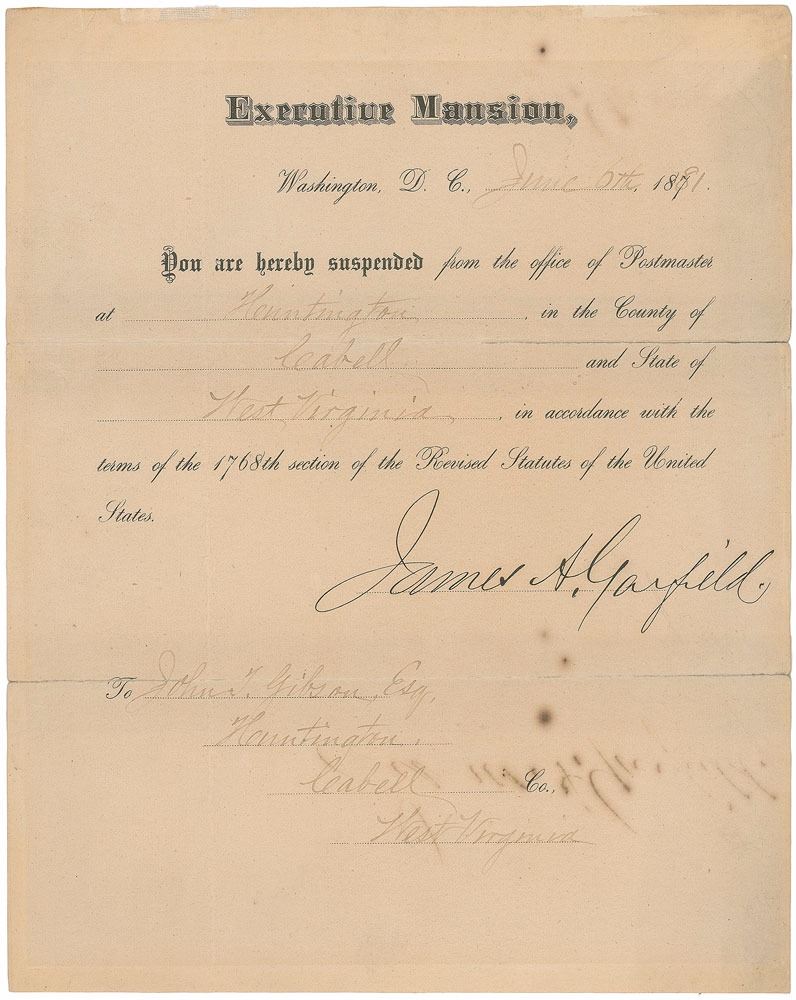 Executive Mansion,
Washington, D. C., June 6th, 1881.
You are hereby suspended from the office of Postmaster
at Huntington, in the County of
Cabell and State of
West Virginia, in accordance with the
terms of the 1768th section of the Revised Statutes of the United
States.
James A. Garfield.
To John T. Gibson, Esq,
Huntington,
Cabell Co.,
West Virginia